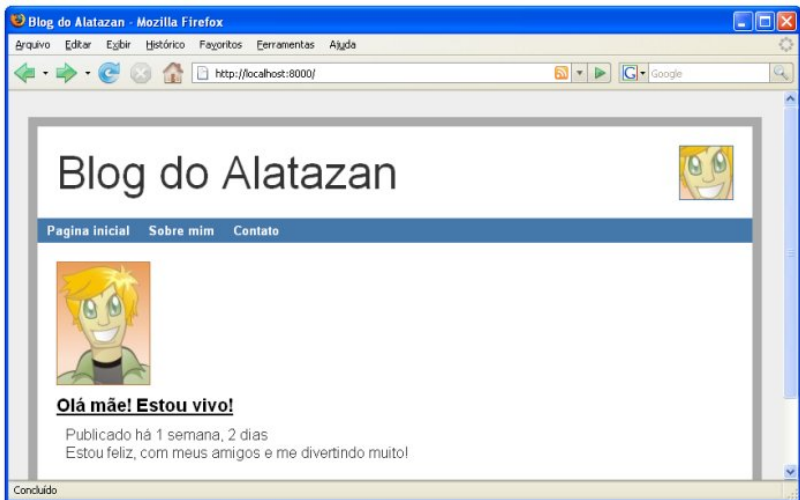 Blog do Alatazan - Mozilla Firefox
Arquivo Editar Exibir Histórico Favoritos Ferramentas Ajuda
http://localhost:8000/ G Google
Blog do Alatazan
Pagina inicial Sobre mim Contato
Olá mãe! Estou vivo!
Publicado há 1 semana, 2 dias
Estou feliz, com meus amigos e me divertindo muito!
Concluído